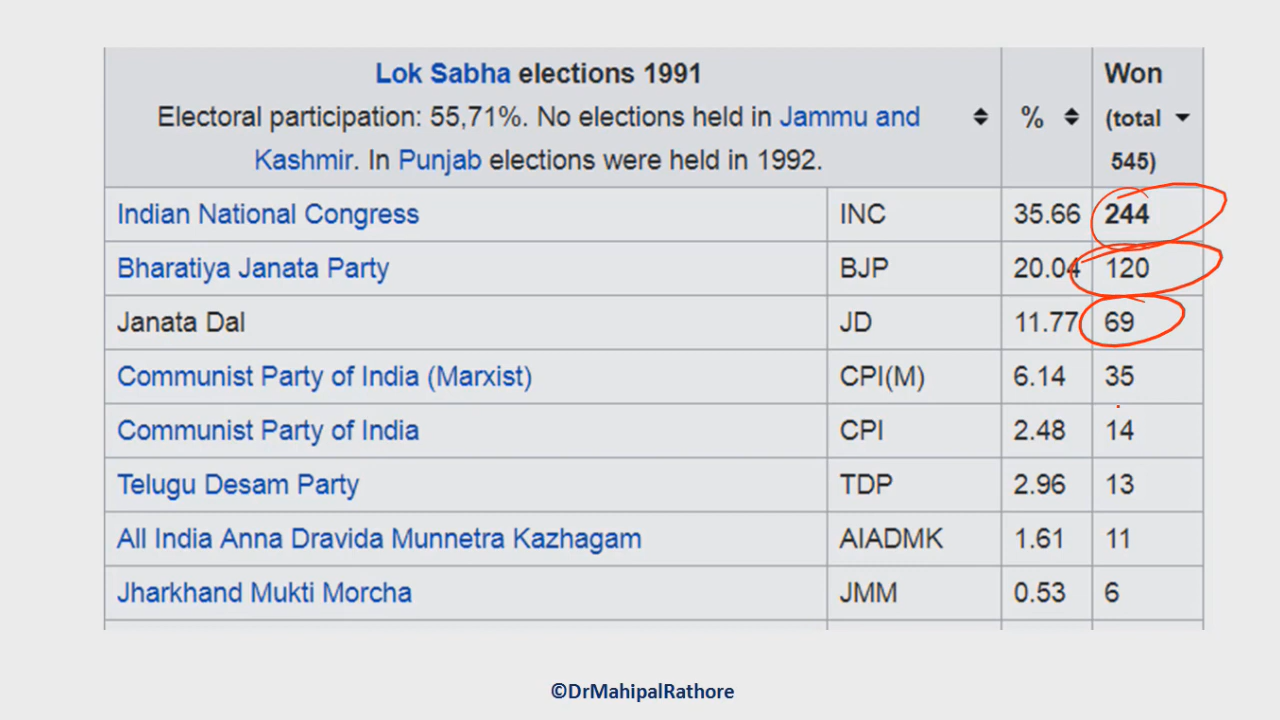 Lok Sabha elections 1991
Electoral participation: 55,71%. No elections held in Jammu and
Kashmir. In Punjab elections were held in 1992.
%
Won
(total
545)
Indian National Congress INC 35.66 244
Bharatiya Janata Party BJP 20.04 120
Janata Dal JD 11.77 69
Communist Party of India (Marxist) CPI(M) 6.14 35
Communist Party of India CPI 2.48 14
Telugu Desam Party TDP 2.96 13
All India Anna Dravida Munnetra Kazhagam AIADMK 1.61 11
Jharkhand Mukti Morcha JMM 0.53 6
©DrMahipalRathore